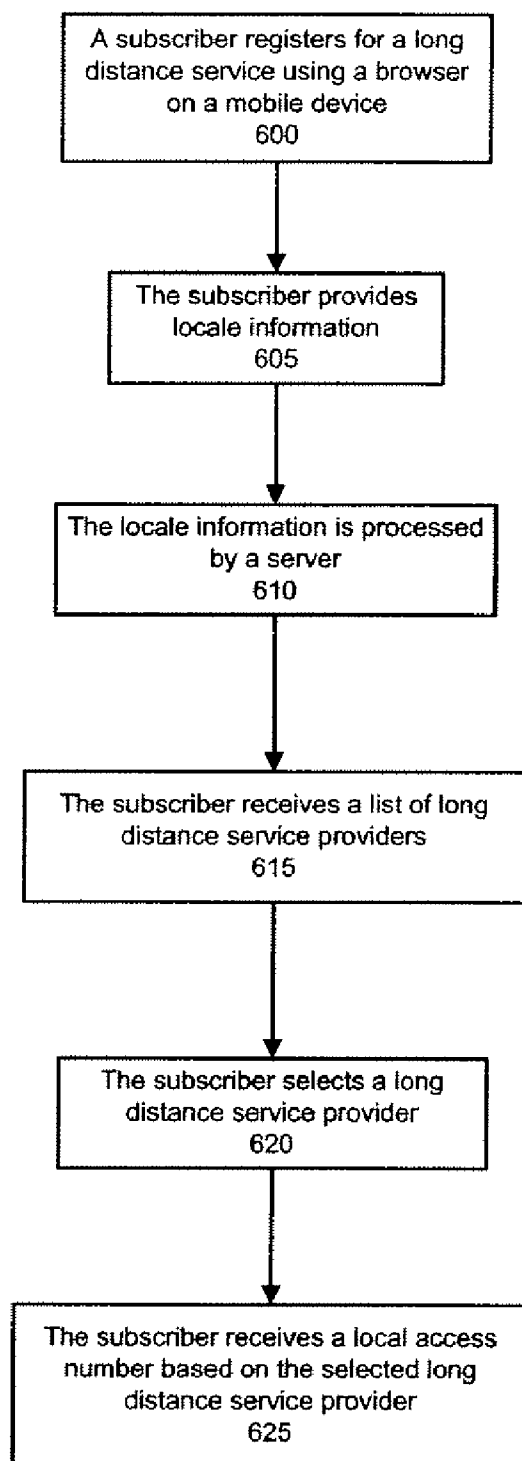 A subscriber registers for a long
distance service using a browser
on a mobile device
600
The subscriber provides
locale information
605
The locale information is processed
by a server
610
The subscriber receives a list of long
distance service providers
615
The subscriber selects a long
distance service provider
620
The subscriber receives a local access
number based on the selected long
distance service provider
625